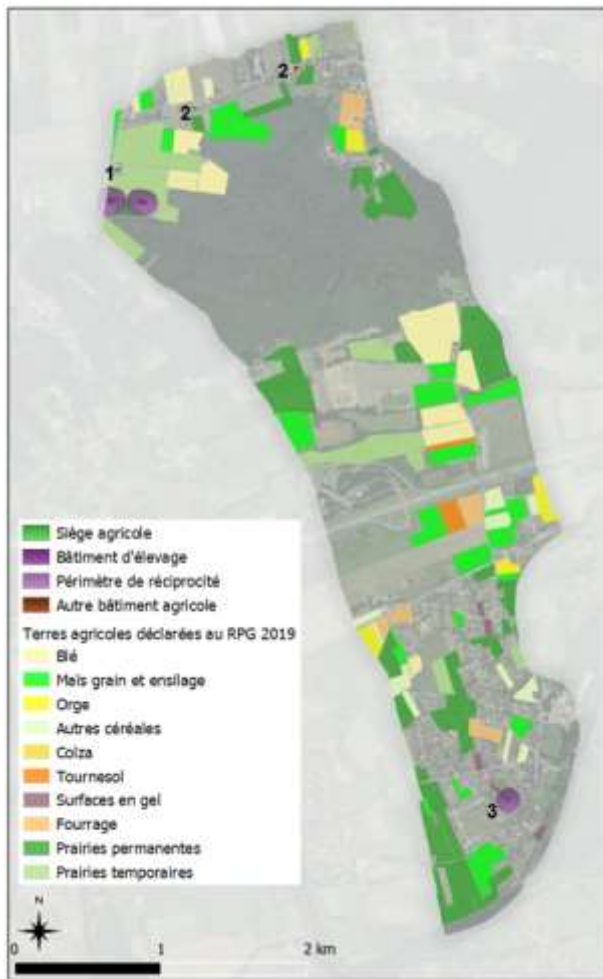 2
2
1
3
Siège agricole
Bâtiment d'élevage
Périmètre de réciprocité
Autre bâtiment agricole
Terres agricoles déclarées au RPG 2019
Blé
Maïs grain et ensilage
Orge
Autres céréales
Colza
Tournesol
Surfaces en gel
Fourrage
Prairies permanentes
Prairies temporaires
N
0 1 2 km